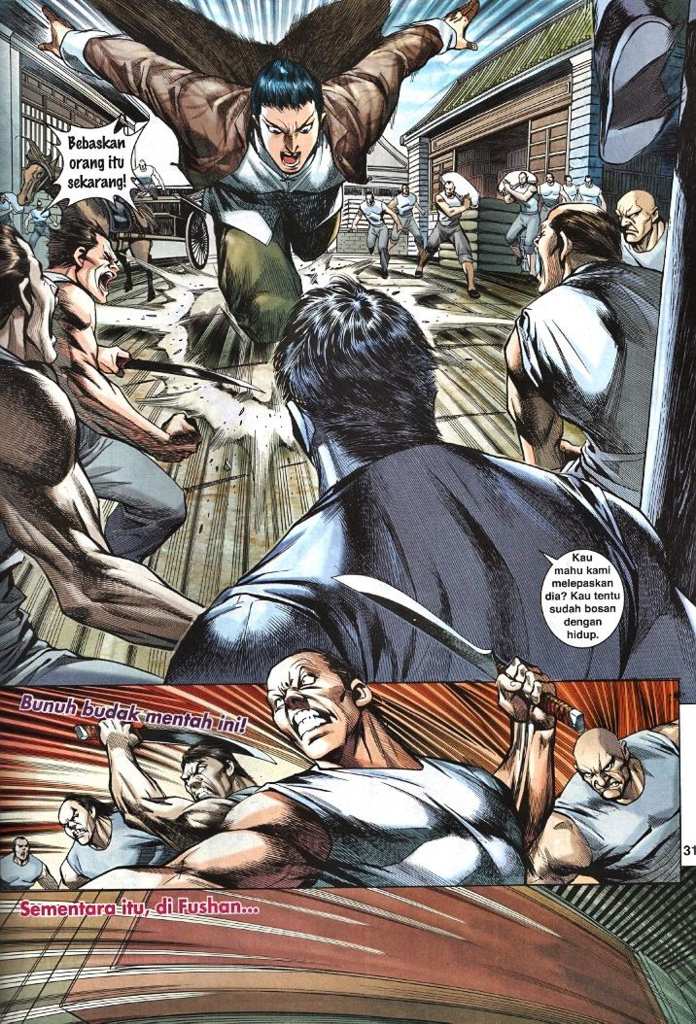 Bebaskan
orang itu
sekarang!
Kau
mahu kami
melepaskan
dia? Kau tentu
sudah bosan
dengan
hidup.
Bunuh budak mentah ini!
31
Sementara itu, di Fushan...